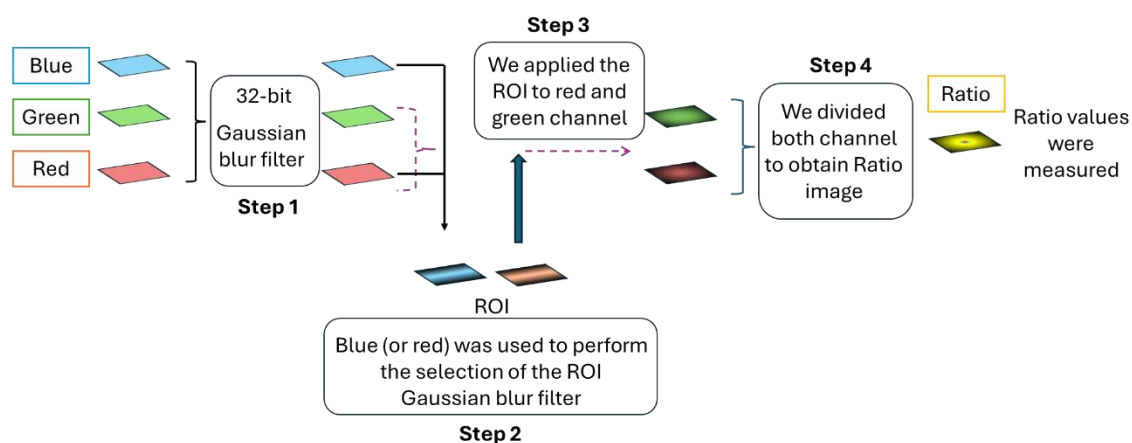 Blue
Green
Red
32-bit
Gaussian
blur filter
Step 1
ROI
Blue (or red) was used to perform
the selection of the ROI
Gaussian blur filter
Step 2
Step 3
We applied the
ROI to red and
green channel
Step 4
We divided
both channel
to obtain Ratio
image
Ratio
Ratio values
were
measured